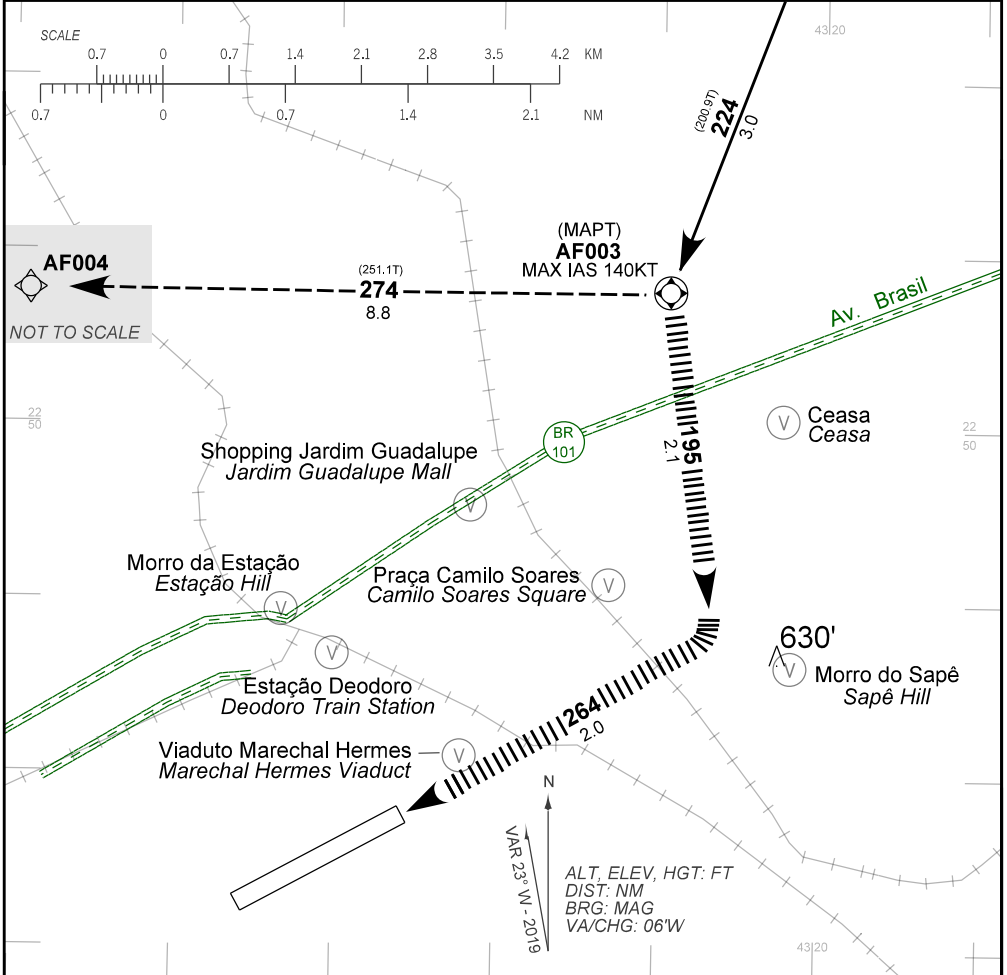 SCALE
0.7 0 0.7 1.4 2.1 2.8 3.5 4.2 KM
0.7 0 0.7 1.4 2.1 NM
43 20
(200.9T)
224
3.0
(MAPT)
AF003
MAX IAS 140KT
AF004
NOT TO SCALE
(251.1T)
274
8.8
Av. Brasil
22
50
BR
101
195
2.1
V
Ceasa
Ceasa
22
50
Shopping Jardim Guadalupe
Jardim Guadalupe Mall
V
Morro da Estação
Estação Hill
V
Praça Camilo Soares
Camilo Soares Square
V
630'
V
Morro do Sapê
Sapê Hill
V
Estação Deodoro
Deodoro Train Station
264
2.0
Viaduto Marechal Hermes
Marechal Hermes Viaduct
V
N
VAR 23° W - 2019
ALT, ELEV, HGT: FT
DIST: NM
BRG: MAG
VA/CHG: 06'W
43 20